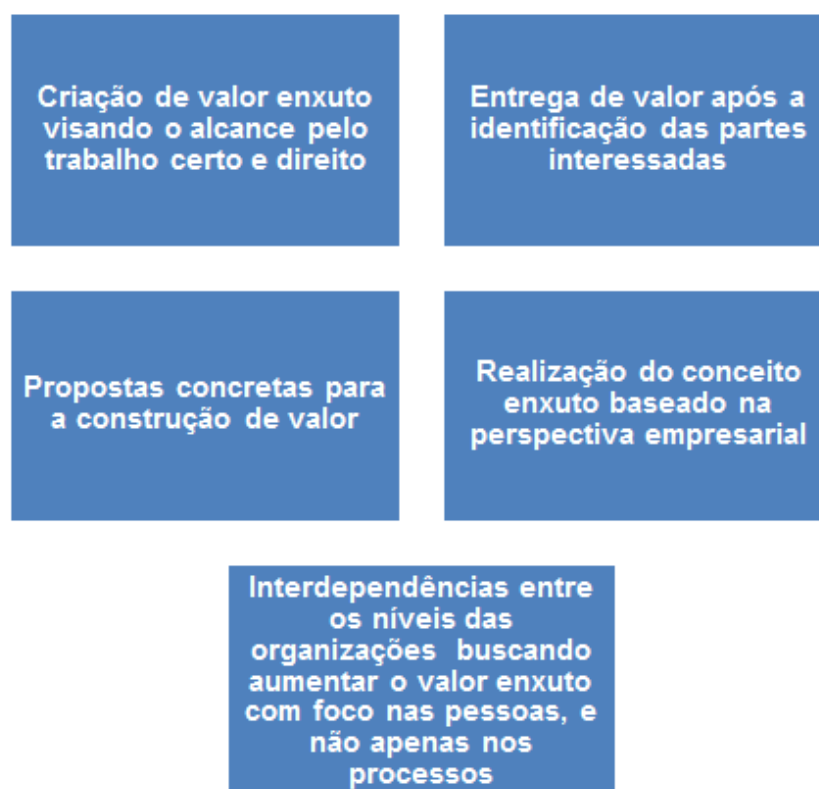 Criação de valor enxuto
visando o alcance pelo
trabalho certo e direito
Entrega de valor após a
identificação das partes
interessadas
Propostas concretas para
a construção de valor
Realização do conceito
enxuto baseado na
perspectiva empresarial
Interdependências entre
os níveis das
organizações buscando
aumentar o valor enxuto
com foco nas pessoas, e
não apenas nos
processos